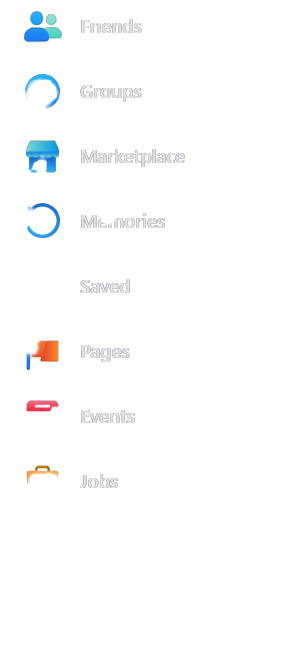 Friends
Groups
Marketplace
Memories
Saved
Pages
Events
Jobs